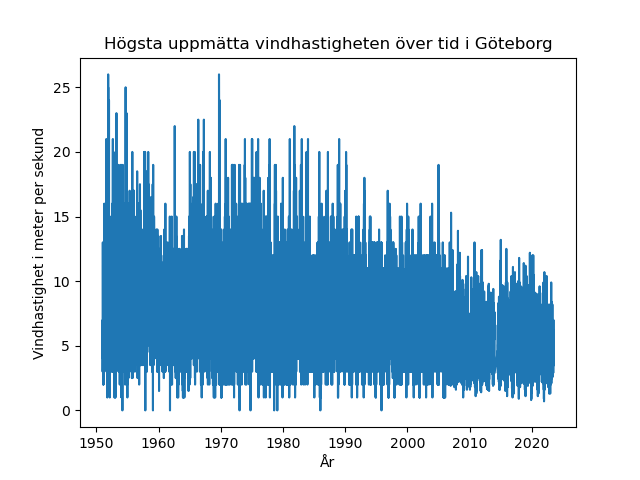 Högsta uppmätta vindhastigheten över tid i Göteborg
Vindhastighet i meter per sekund
25
20
15
10
5
0
1950 1960 1970 1980 1990 2000 2010 2020
År